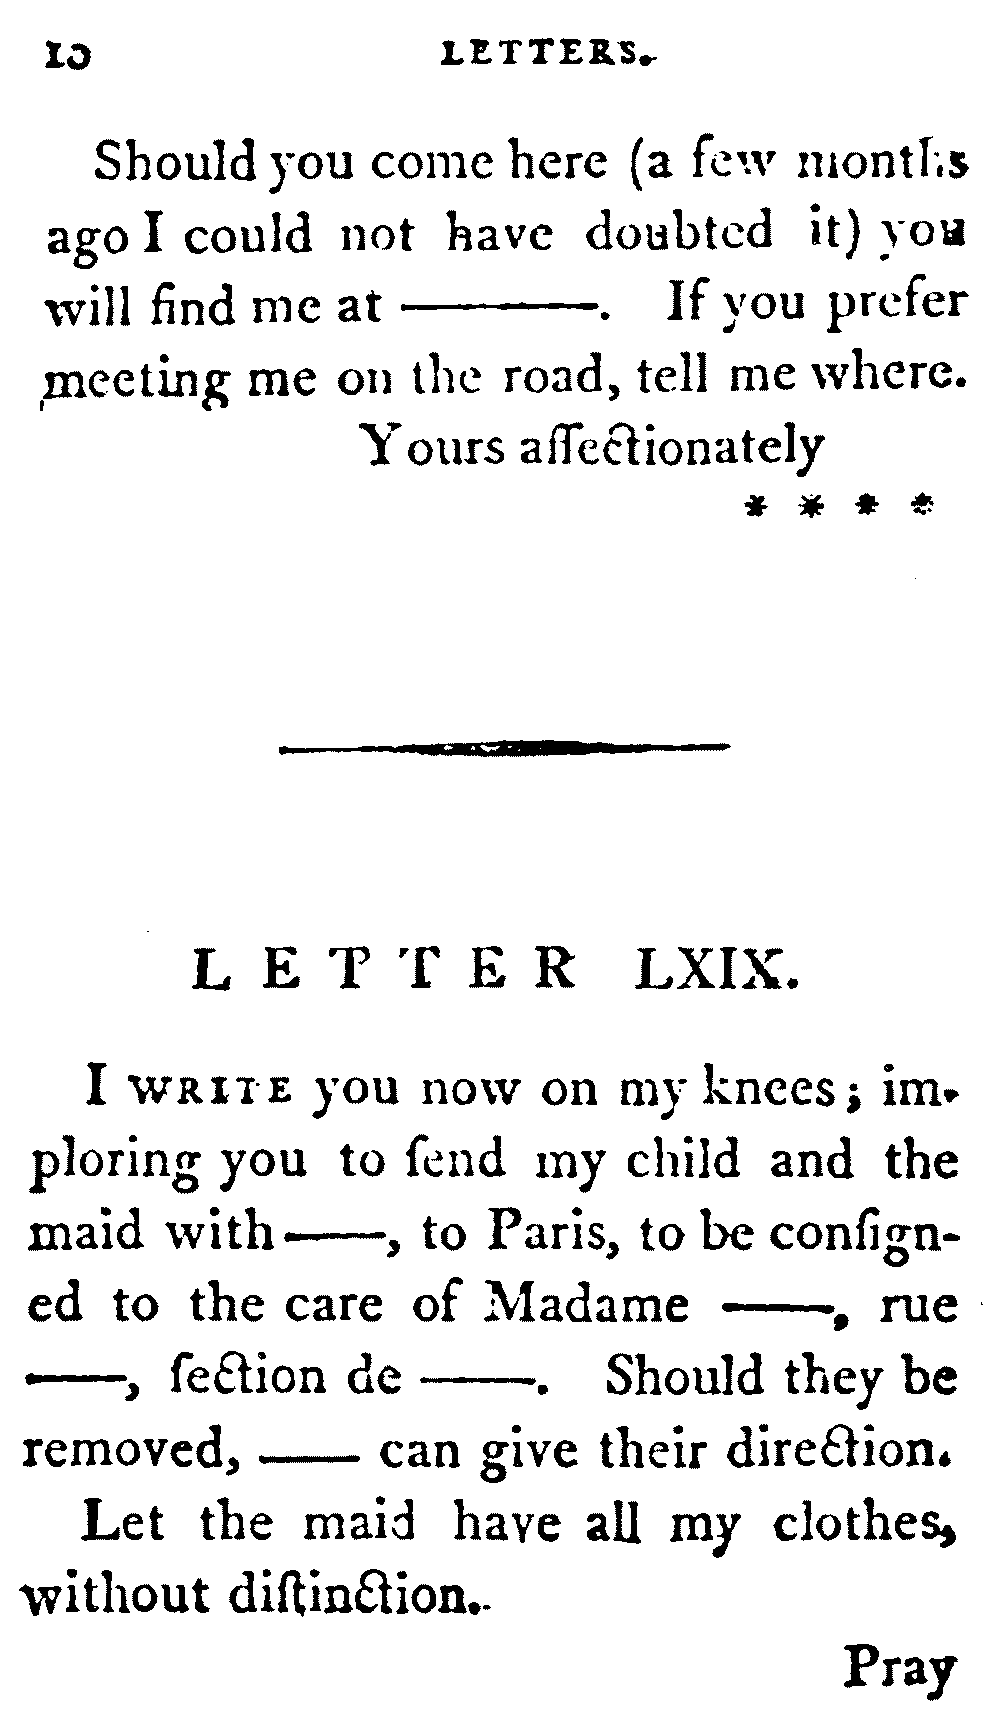 10 LETTERS.
Should you come here (a few months
ago I could not have doubted it) you
will find me at ———. If you prefer
meeting me on the road, tell me where.
Yours affectionately
* * * *
L E T T E R LXIX.
I WRITE you now on my knees; im-
ploring you to ſend my child and the
maid with ——, to Paris, to be conſign-
ed to the care of Madame ——, rue
——, ſection de ——. Should they be
removed, —— can give their direction.
Let the maid have all my clothes,
without diſtinction.
Pray